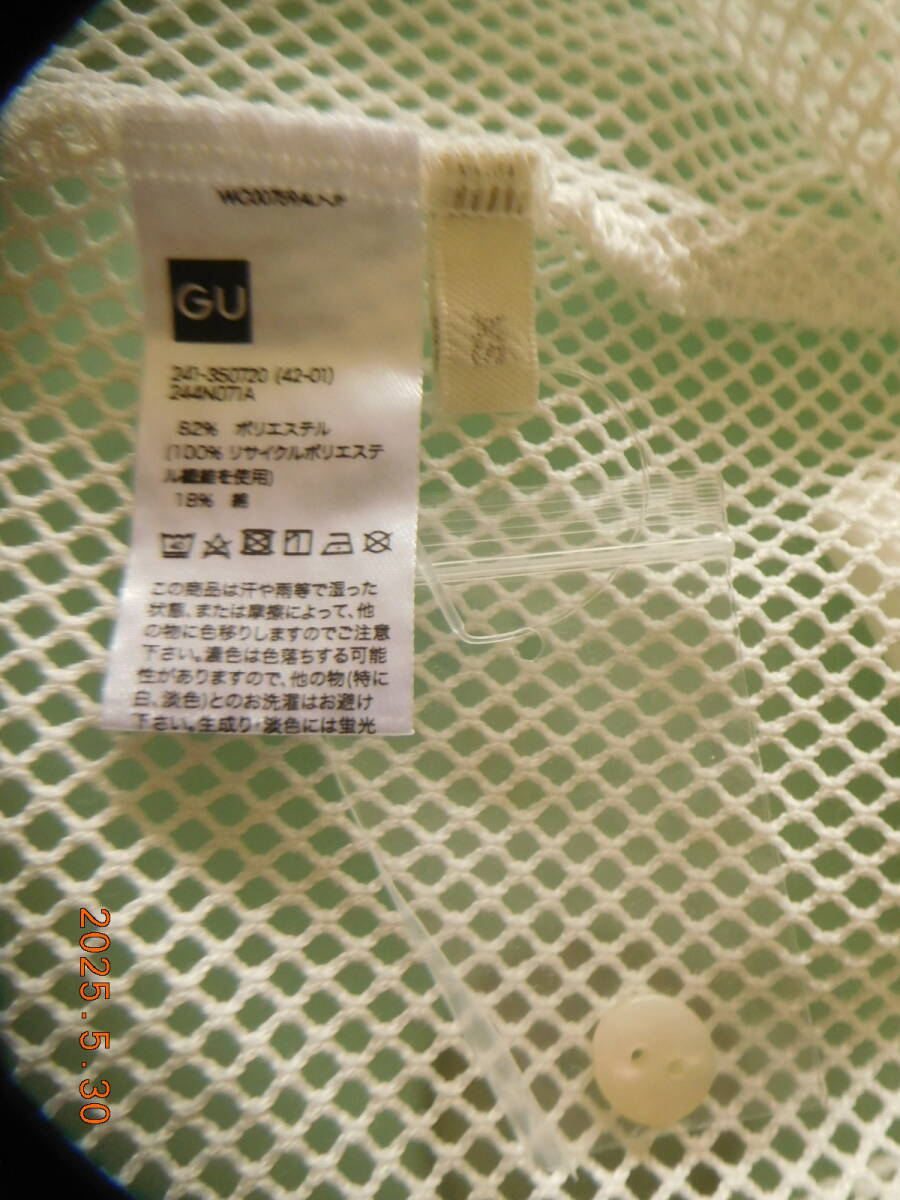 GU
241-350720 (42-01)
244N071A
82% ポリエステル
(100% リサイクルポリエステ
ル繊維を使用)
18% 綿
この商品は汗や雨等で湿った
状態、または摩擦によって、他
の物に色移りしますのでご注意
下さい。濃色は色落ちする可能
性がありますので、他の物(特に
白、淡色)とのお洗濯はお避け
下さい。生成り・淡色には蛍光
2025.5.30